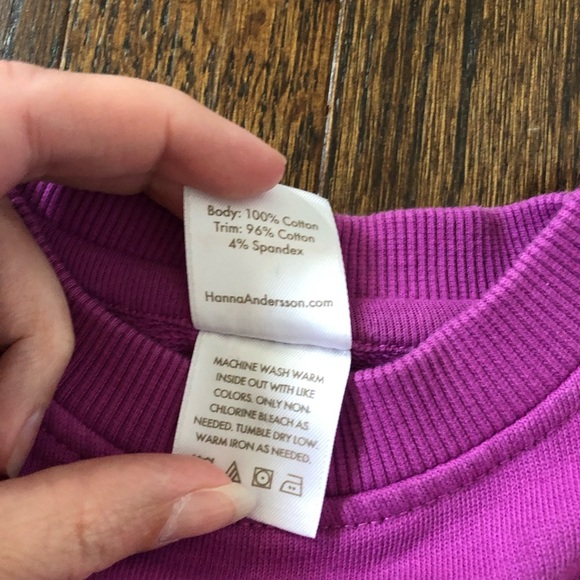 Body: 100% Cotton
Trim: 96% Cotton
4% Spandex
HannaAndersson.com
MACHINE WASH WARM
INSIDE OUT WITH LIKE
COLORS. ONLY NON-
CHLORINE BLEACH AS
NEEDED. TUMBLE DRY LOW.
WARM IRON AS NEEDED.